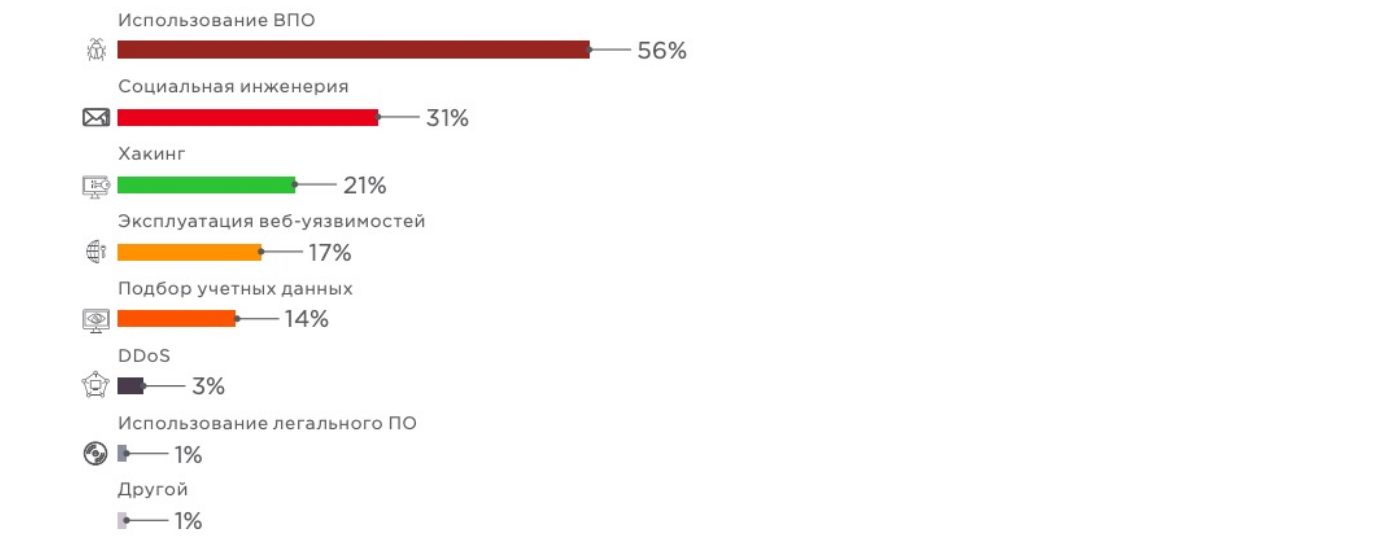 Использование ВПО
56%
Социальная инженерия
31%
Хакинг
21%
Эксплуатация веб-уязвимостей
17%
Подбор учетных данных
14%
DDoS
3%
Использование легального ПО
1%
Другой
1%